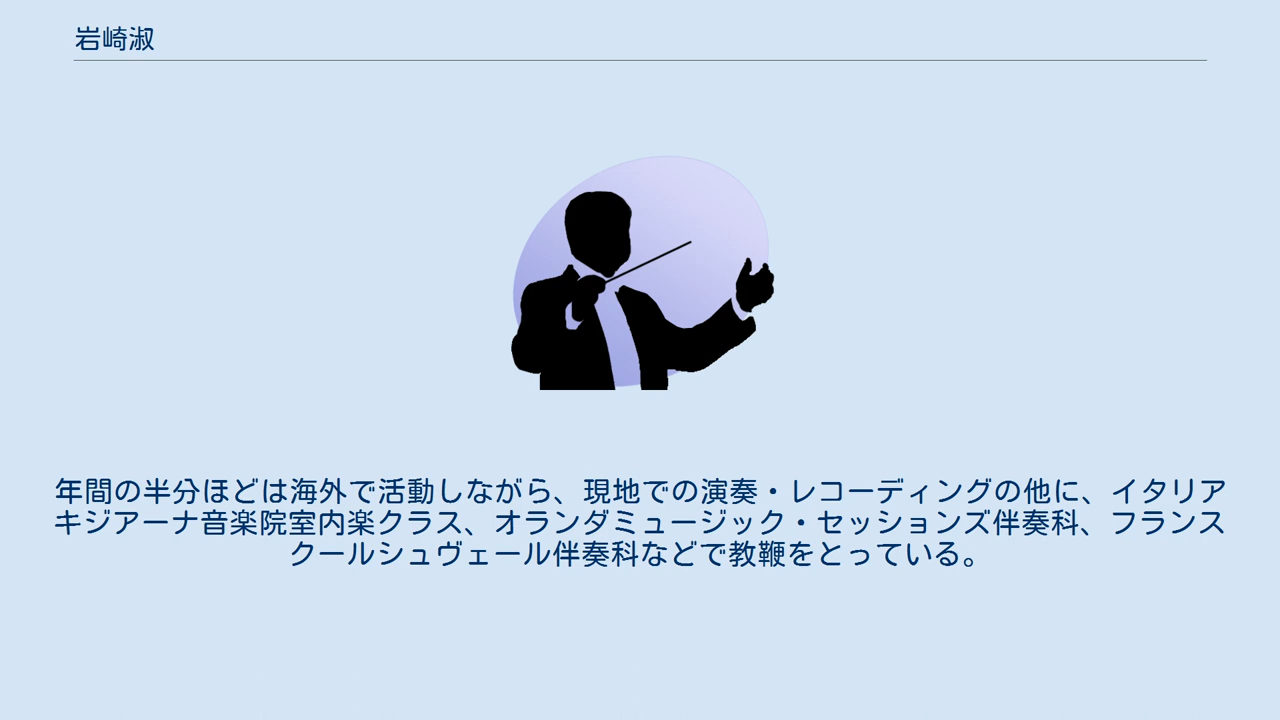 岩崎淑
年間の半分ほどは海外で活動しながら、現地での演奏・レコーディングの他に、イタリア
キジアーナ音楽院室内楽クラス、オランダミュージック・セッションズ伴奏科、フランス
クールシュヴェール伴奏科などで教鞭をとっている。